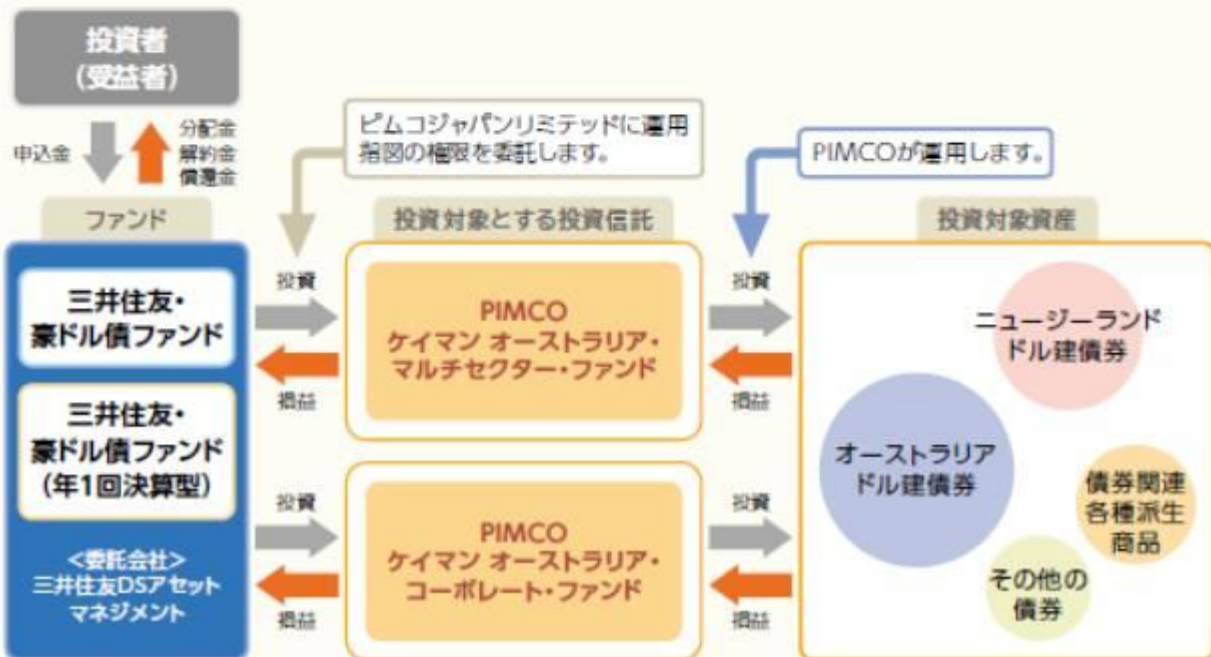 投資者
(受益者)
申込金
分配金
解約金
償還金
ピムコジャパンリミテッドに運用
指図の権限を委託します。
PIMCOが運用します。
ファンド
投資対象とする投資信託
投資対象資産
三井住友・
豪ドル債ファンド
三井住友・
豪ドル債ファンド
(年1回決算型)
<委託会社>
三井住友DSアセット
マネジメント
投資
損益
投資
損益
PIMCO
ケイマン オーストラリア・
マルチセクター・ファンド
PIMCO
ケイマン オーストラリア・
コーポレート・ファンド
投資
損益
投資
損益
ニュージーランド
ドル建債券
オーストラリア
ドル建債券
債券関連
各種派生
商品
その他の
債券